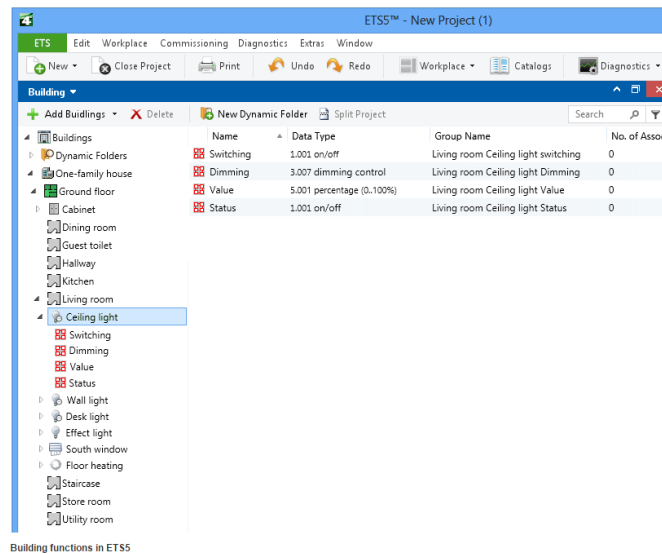 ETS5™ - New Project (1)
ETS Edit Workplace Commissioning Diagnostics Extras Window
New Close Project Print Undo Redo Workplace Catalogs Diagnostics
Building
Add Buidlings Delete New Dynamic Folder Split Project Search
Name Data Type Group Name No. of Asso
Switching 1.001 on/off Living room Ceiling light switching 0
Dimming 3.007 dimming control Living room Ceiling light Dimming 0
Value 5.001 percentage (0..100%) Living room Ceiling light Value 0
Status 1.001 on/off Living room Ceiling light Status 0
Buildings
Dynamic Folders
One-family house
Ground floor
Cabinet
Dining room
Guest toilet
Hallway
Kitchen
Living room
Ceiling light
Switching
Dimming
Value
Status
Wall light
Desk light
Effect light
South window
Floor heating
Staircase
Store room
Utility room
Building functions in ETS5